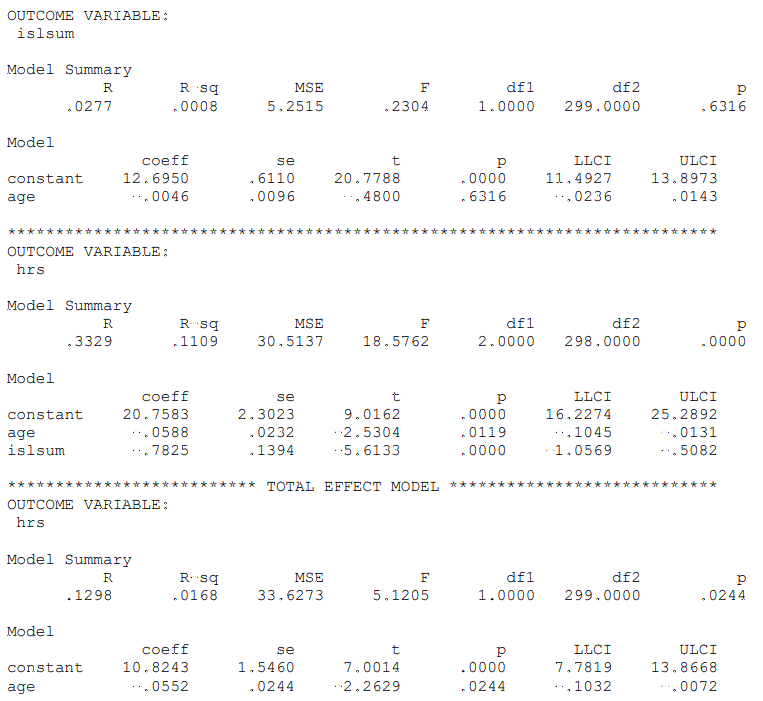 OUTCOME VARIABLE:
islsum
Model Summary
R R-sq MSE F df1 df2 p
.0277 .0008 5.2515 .2304 1.0000 299.0000 .6316
Model
coeff se t p LLCI ULCI
constant 12.6950 .6110 20.7788 .0000 11.4927 13.8973
age -.0046 .0096 -.4800 .6316 -.0236 .0143
**************************************************************************
OUTCOME VARIABLE:
hrs
Model Summary
R R-sq MSE F df1 df2 p
.3329 .1109 30.5137 18.5762 2.0000 298.0000 .0000
Model
coeff se t p LLCI ULCI
constant 20.7583 2.3023 9.0162 .0000 16.2274 25.2892
age -.0588 .0232 -2.5304 .0119 -.1045 -.0131
islsum -.7825 .1394 -5.6133 .0000 -1.0569 -.5082
************************** TOTAL EFFECT MODEL ****************************
OUTCOME VARIABLE:
hrs
Model Summary
R R-sq MSE F df1 df2 p
.1298 .0168 33.6273 5.1205 1.0000 299.0000 .0244
Model
coeff se t p LLCI ULCI
constant 10.8243 1.5460 7.0014 .0000 7.7819 13.8668
age -.0552 .0244 -2.2629 .0244 -.1032 -.0072